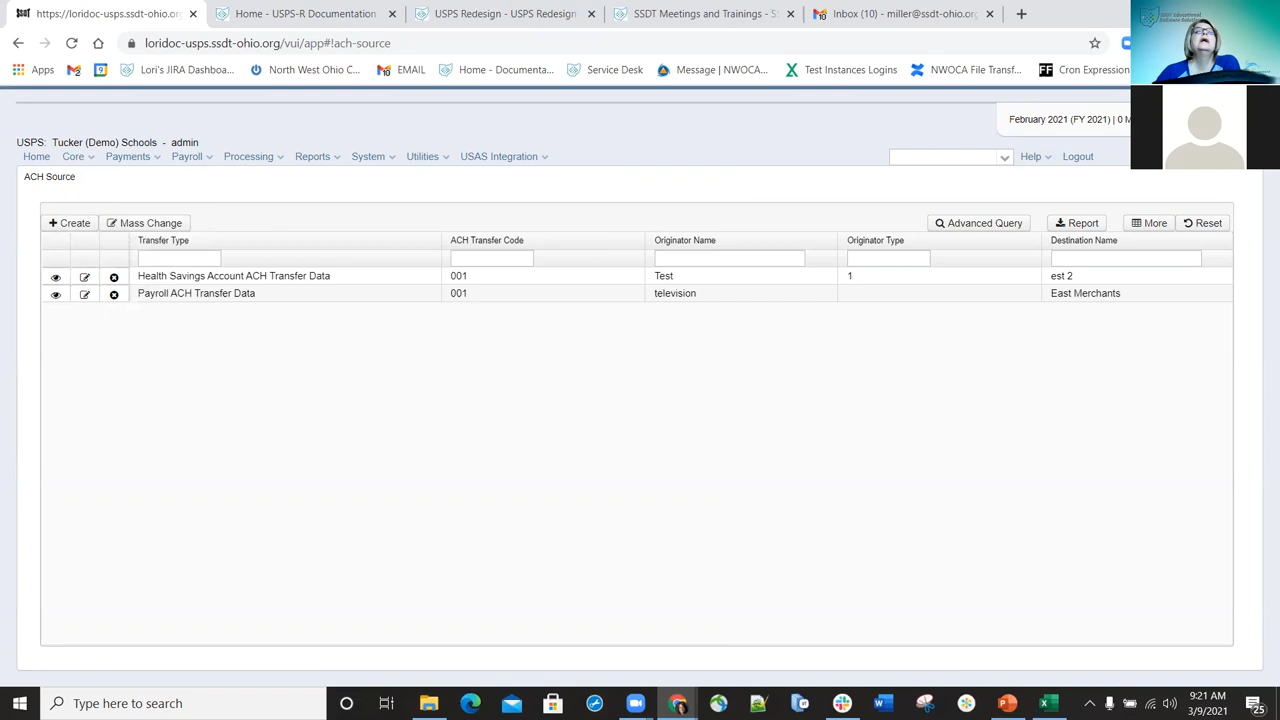 https://loridoc-usps.ssdt-ohio.org
Home - USPS-R Documentation
USPS Redesign - USPS Redesign
SSDT Meetings and Trainings - S
Inbox (10) - miller@ssdt-ohio.org
loridoc-usps.ssdt-ohio.org/vui/app#!ach-source
Apps
Lori's JIRA Dashboa...
North West Ohio C...
EMAIL
Home - Documenta...
Service Desk
Message | NWOCA...
Test Instances Logins
NWOCA File Transf...
Cron Expression
February 2021 (FY 2021) | 0 M
USPS: Tucker (Demo) Schools - admin
Home Core Payments Payroll Processing Reports System Utilities USAS Integration Help Logout
ACH Source
Create Mass Change Advanced Query Report More Reset
Transfer Type ACH Transfer Code Originator Name Originator Type Destination Name
Health Savings Account ACH Transfer Data 001 Test 1 est 2
Payroll ACH Transfer Data 001 television East Merchants
Type here to search
9:21 AM
3/9/2021
25